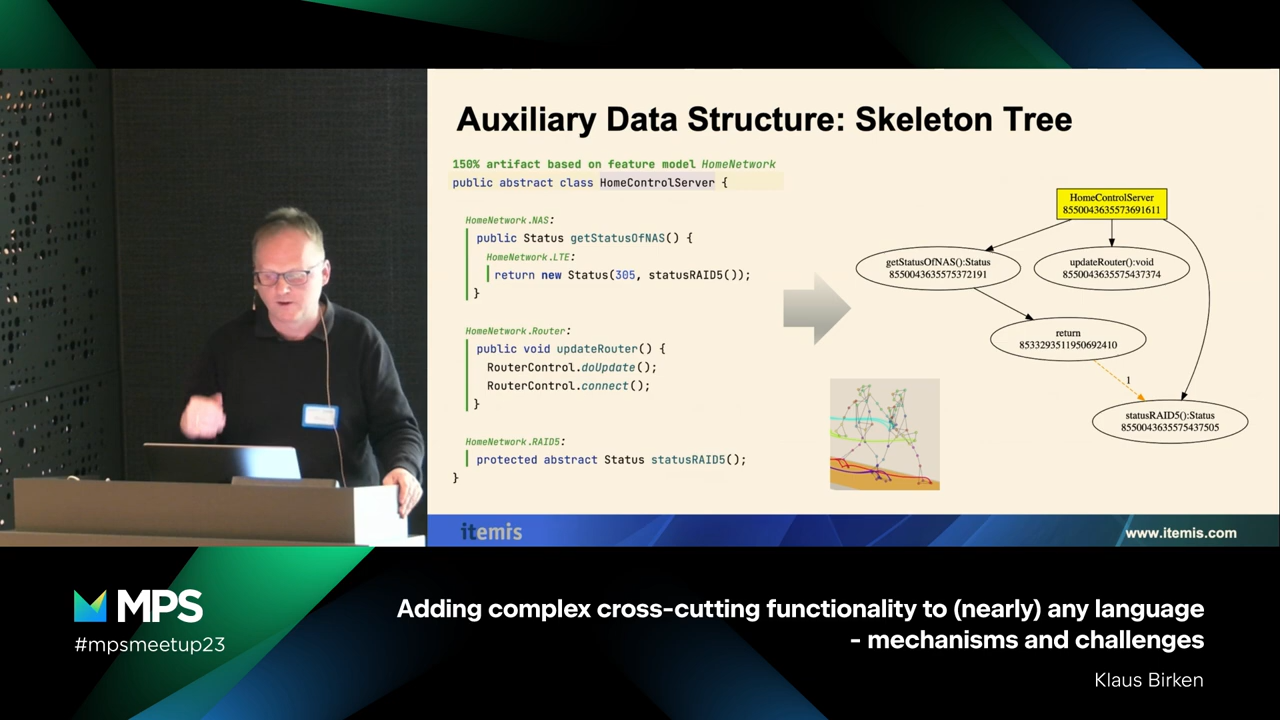 Auxiliary Data Structure: Skeleton Tree
150% artifact based on feature model HomeNetwork
public abstract class HomeControlServer {
HomeNetwork.NAS:
public Status getStatusOfNAS() {
HomeNetwork.LTE:
return new Status(305, statusRAID5());
}
HomeNetwork.Router:
public void updateRouter() {
RouterControl.doUpdate();
RouterControl.connect();
}
HomeNetwork.RAID5:
protected abstract Status statusRAID5();
}
HomeControlServer
8550043635573691611
getStatusOfNAS():Status
8550043635575372191
updateRouter():void
8550043635575437374
return
8533293511950692410
1
statusRAID5():Status
8550043635575437505
itemis
www.itemis.com
MPS
#mpsmeetup23
Adding complex cross-cutting functionality to (nearly) any language
- mechanisms and challenges
Klaus Birken